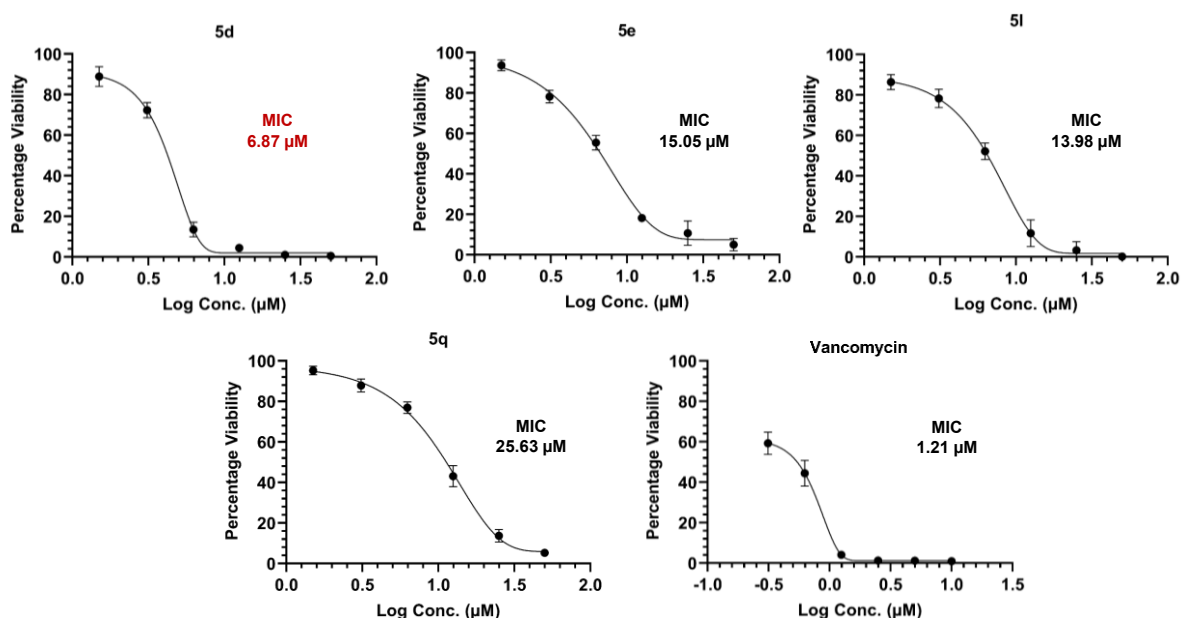 5d
100
80
60
40
20
0
Percentage Viability
MIC
6.87 µM
0.0 0.5 1.0 1.5 2.0
Log Conc. (µM)
5e
100
80
60
40
20
0
Percentage Viability
MIC
15.05 µM
0.0 0.5 1.0 1.5 2.0
Log Conc. (µM)
5l
100
80
60
40
20
0
Percentage Viability
MIC
13.98 µM
0.0 0.5 1.0 1.5 2.0
Log Conc. (µM)
5q
100
80
60
40
20
0
Percentage Viability
MIC
25.63 µM
0.0 0.5 1.0 1.5 2.0
Log Conc. (µM)
Vancomycin
100
80
60
40
20
0
Percentage Viability
MIC
1.21 µM
-1.0 -0.5 0.0 0.5 1.0 1.5
Log Conc. (µM)